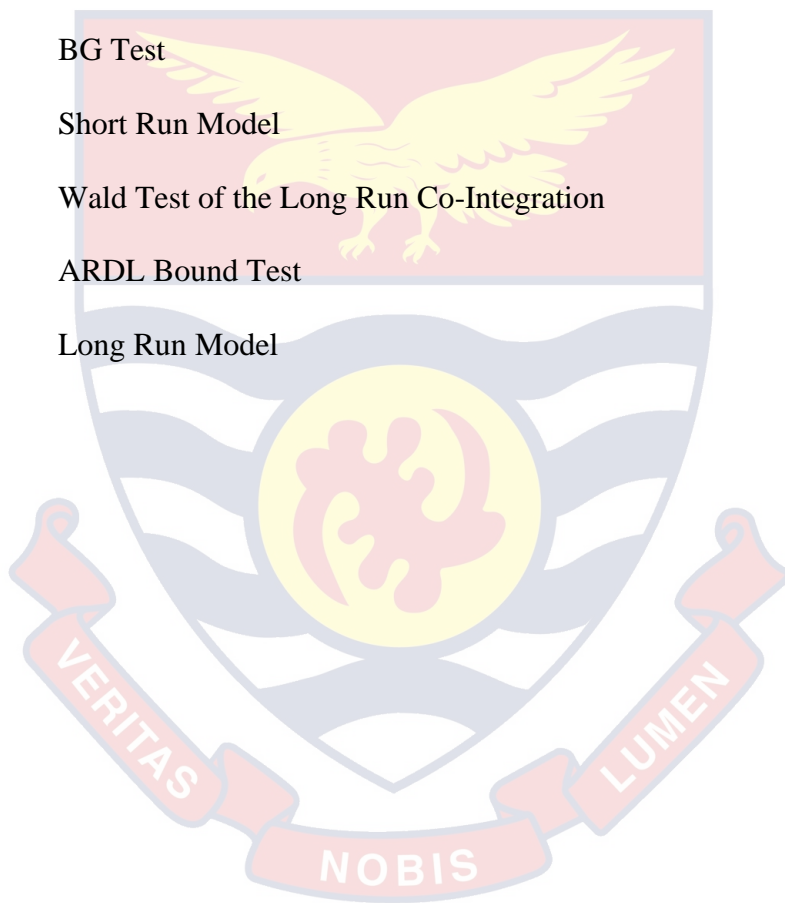 BG Test
Short Run Model
Wald Test of the Long Run Co-Integration
ARDL Bound Test
Long Run Model
VERITAS
NOBIS
LUMEN